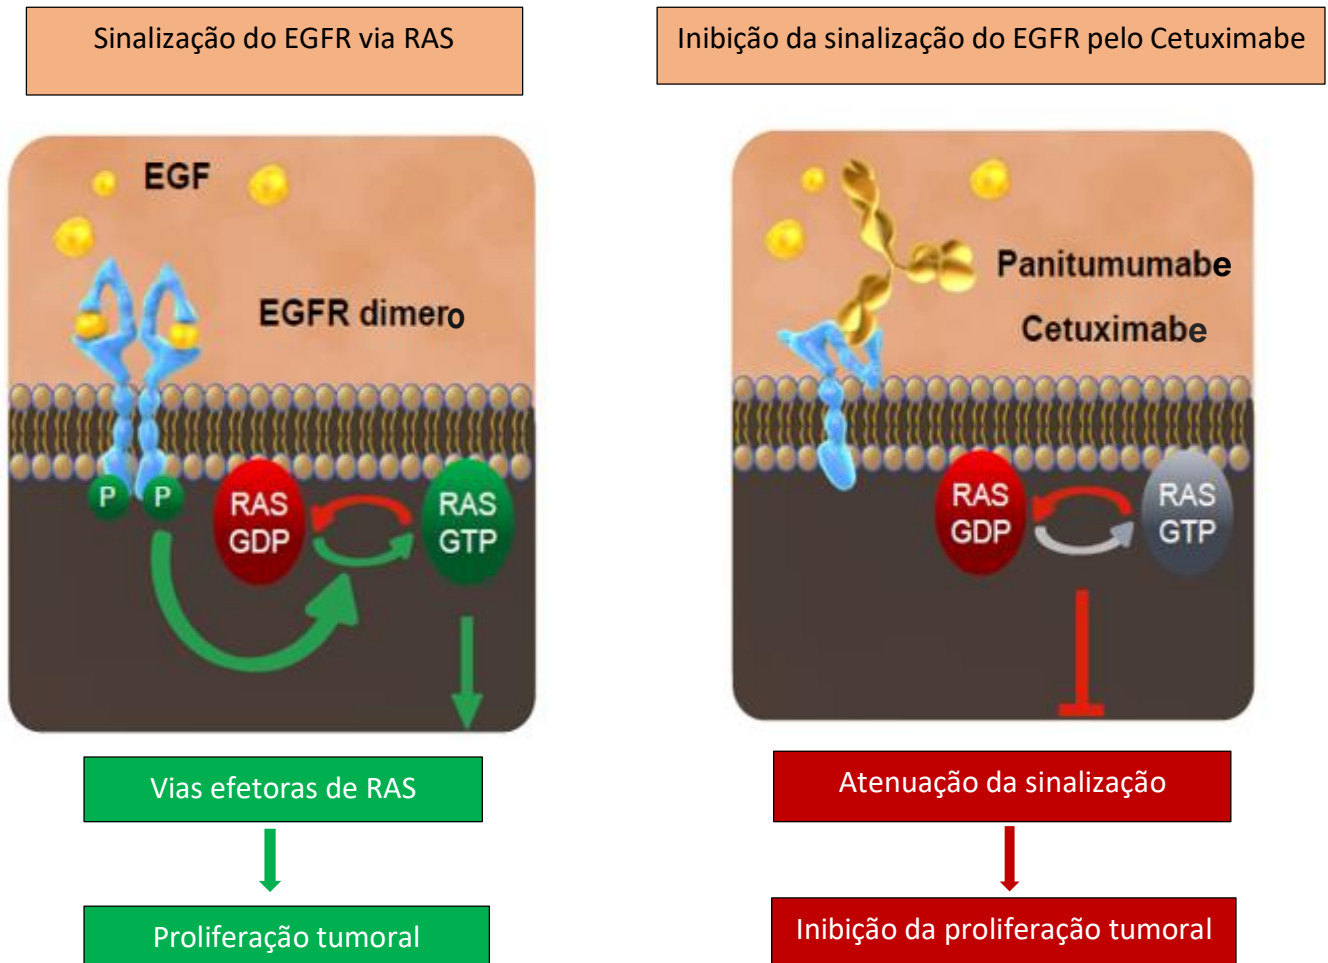 Sinalização do EGFR via RAS
EGF
EGFR dimero
P P
RAS
GDP
RAS
GTP
Vias efetoras de RAS
Proliferação tumoral
Inibição da sinalização do EGFR pelo Cetuximabe
Panitumumabe
Cetuximabe
RAS
GDP
RAS
GTP
Atenuação da sinalização
Inibição da proliferação tumoral